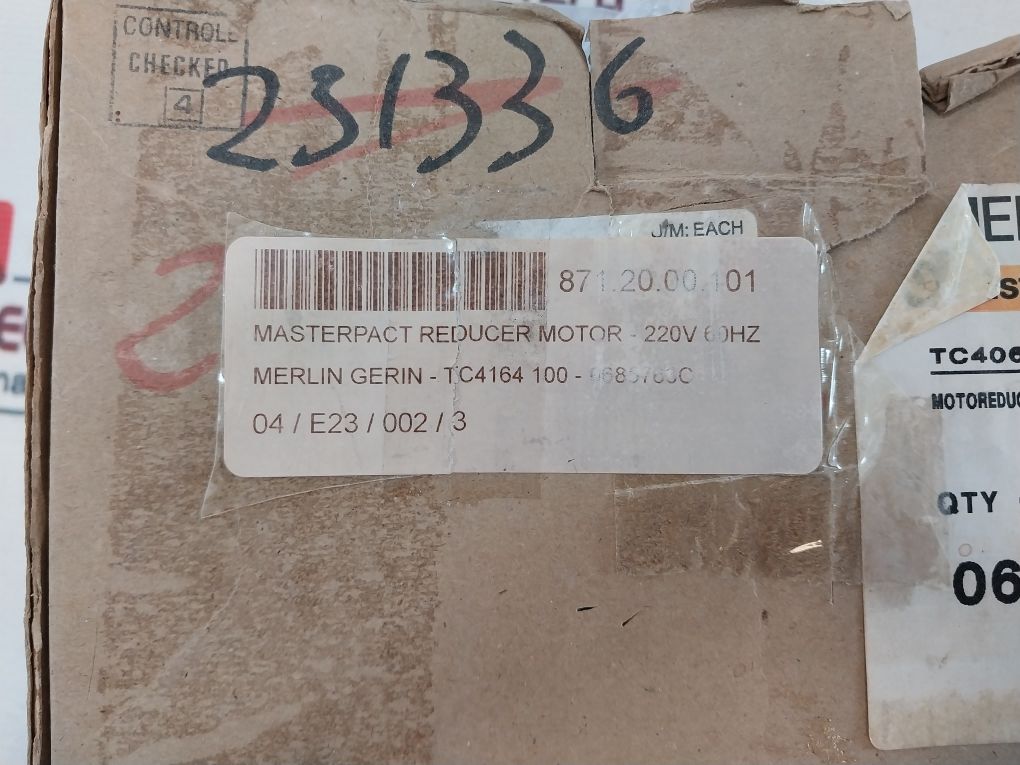 CONTROLE
CHECKED
4
231336
U/M: EACH
871.20.00.101
MASTERPACT REDUCER MOTOR - 220V 60HZ
MERLIN GERIN - TC4164 100 - 9685763C
04 / E23 / 002 / 3
TC406
MOTOREDUC
QTY
06